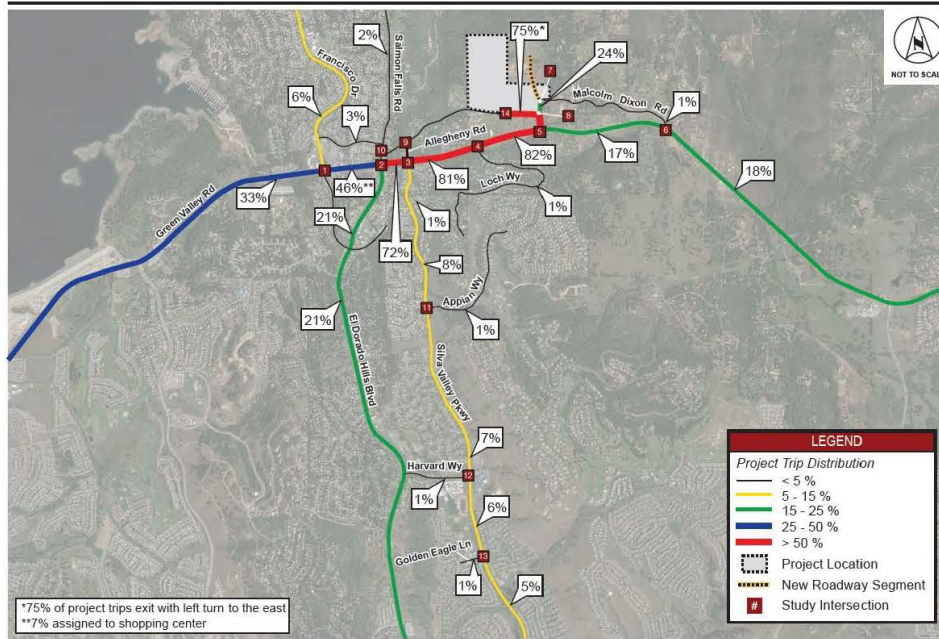 2%
75%*
24%
N
NOT TO SCAL
Francisco Dr
Salmon Falls Rd
7
Malcolm Dixon Rd
1%
6%
3%
14
8
9
Allegheny Rd
10
5
6
4
82%
17%
2
3
1
81%
46%**
Loch Wy
18%
33%
Green Valley Rd
21%
1%
1%
72%
8%
11
Appian Wy
21%
1%
El Dorado Hills Blvd
Silva Valley Pkwy
7%
Harvard Wy
12
1%
6%
Golden Eagle Ln
13
1%
5%
LEGEND
Project Trip Distribution
< 5 %
5 - 15 %
15 - 25 %
25 - 50 %
> 50 %
Project Location
New Roadway Segment
# Study Intersection
*75% of project trips exit with left turn to the east
**7% assigned to shopping center